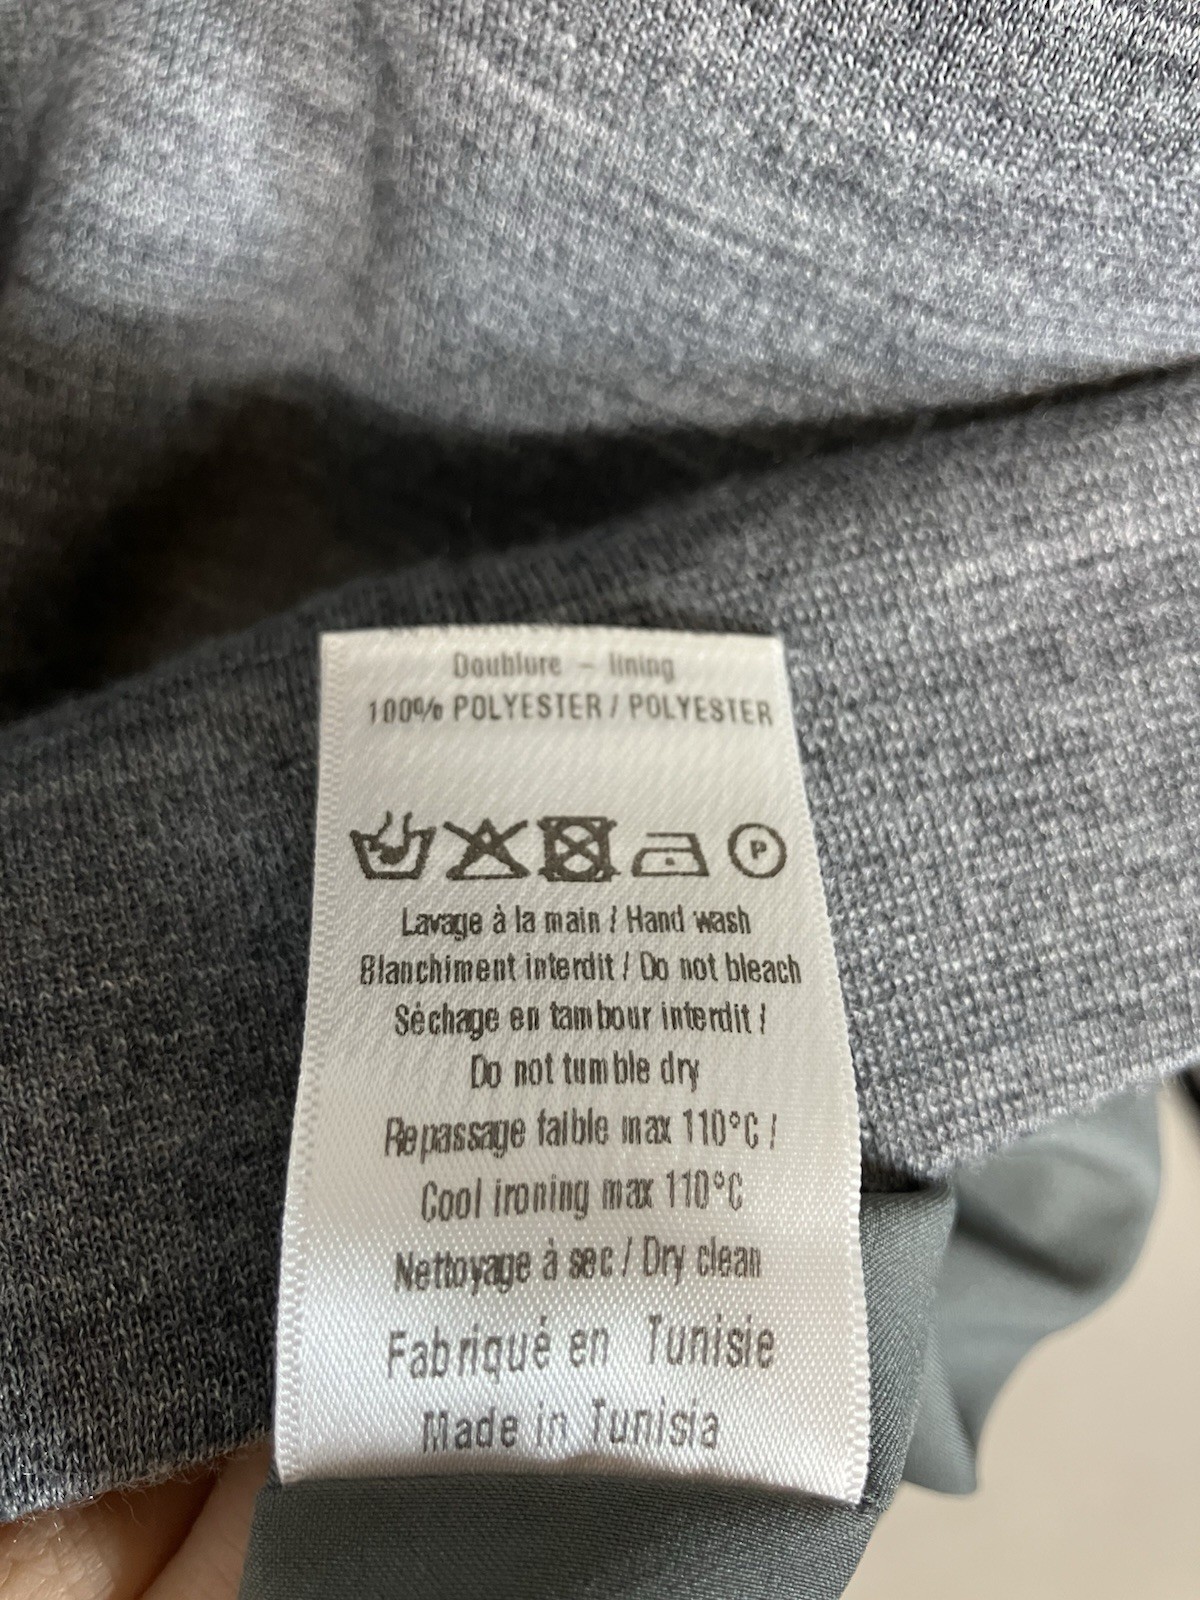 Doublure - lining
100% POLYESTER / POLYESTER
P
Lavage à la main / Hand wash
Blanchiment interdit / Do not bleach
Séchage en tambour interdit /
Do not tumble dry
Repassage faible max 110°C /
Cool ironing max 110°C
Nettoyage à sec / Dry clean
Fabriqué en Tunisie
Made in Tunisia